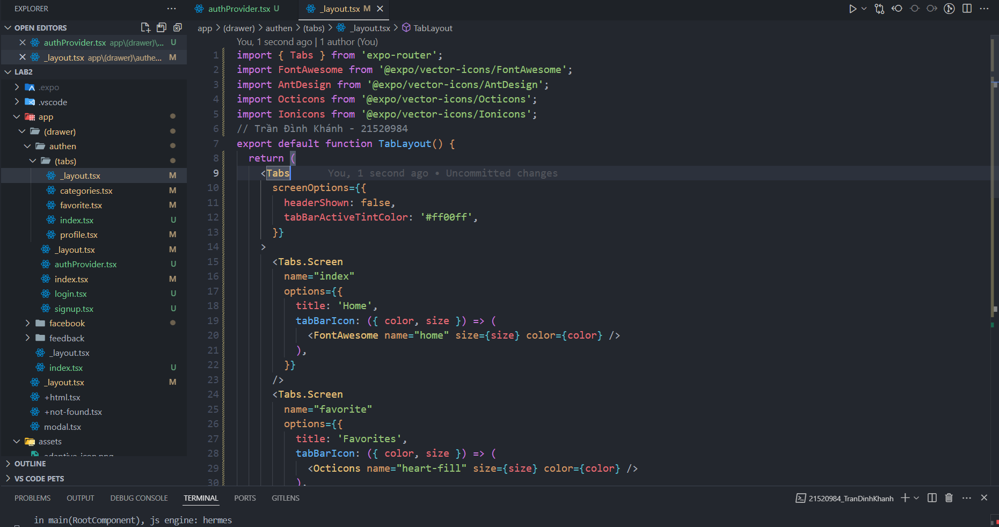 EXPLORER
···
authProvider.tsx U
_layout.tsx M
OPEN EDITORS
authProvider.tsx app\(drawer)\... U
_layout.tsx app\(drawer)\authe... M
LAB2
.expo
.vscode
app
(drawer)
authen
(tabs)
_layout.tsx M
categories.tsx M
favorite.tsx M
index.tsx U
profile.tsx M
_layout.tsx M
authProvider.tsx U
index.tsx M
login.tsx U
signup.tsx U
facebook
feedback
_layout.tsx
index.tsx U
_layout.tsx M
+html.tsx
+not-found.tsx
modal.tsx
assets
adaptive-icon.png
OUTLINE
VS CODE PETS
app > (drawer) > authen > (tabs) > _layout.tsx > TabLayout
You, 1 second ago | 1 author (You)
1 import { Tabs } from 'expo-router';
2 import FontAwesome from '@expo/vector-icons/FontAwesome';
3 import AntDesign from '@expo/vector-icons/AntDesign';
4 import Octicons from '@expo/vector-icons/Octicons';
5 import Ionicons from '@expo/vector-icons/Ionicons';
6 // Trần Đình Khánh - 21520984
7 export default function TabLayout() {
8 return (
9 <Tabs You, 1 second ago • Uncommitted changes
10 screenOptions={{
11 headerShown: false,
12 tabBarActiveTintColor: '#ff00ff',
13 }}
14 >
15 <Tabs.Screen
16 name="index"
17 options={{
18 title: 'Home',
19 tabBarIcon: ({ color, size }) => (
20 <FontAwesome name="home" size={size} color={color} />
21 ),
22 }}
23 />
24 <Tabs.Screen
25 name="favorite"
26 options={{
27 title: 'Favorites',
28 tabBarIcon: ({ color, size }) => (
29 <Octicons name="heart-fill" size={size} color={color} />
30 ),
PROBLEMS OUTPUT DEBUG CONSOLE TERMINAL PORTS GITLENS
21520984_TranDinhKhanh
in main(RootComponent), js engine: hermes